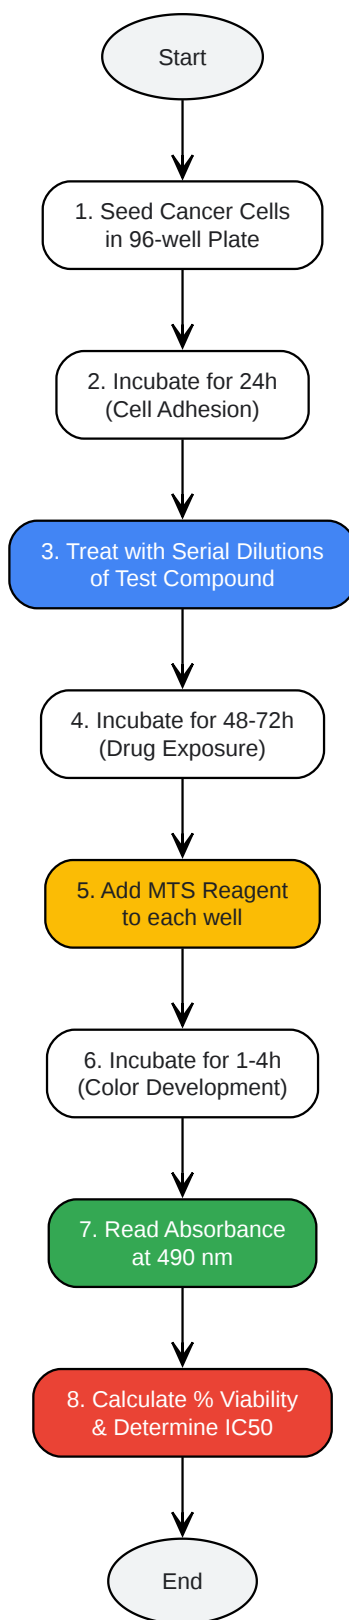 Start
1. Seed Cancer Cells
in 96-well Plate
2. Incubate for 24h
(Cell Adhesion)
3. Treat with Serial Dilutions
of Test Compound
4. Incubate for 48-72h
(Drug Exposure)
5. Add MTS Reagent
to each well
6. Incubate for 1-4h
(Color Development)
7. Read Absorbance
at 490 nm
8. Calculate % Viability
& Determine IC50
End